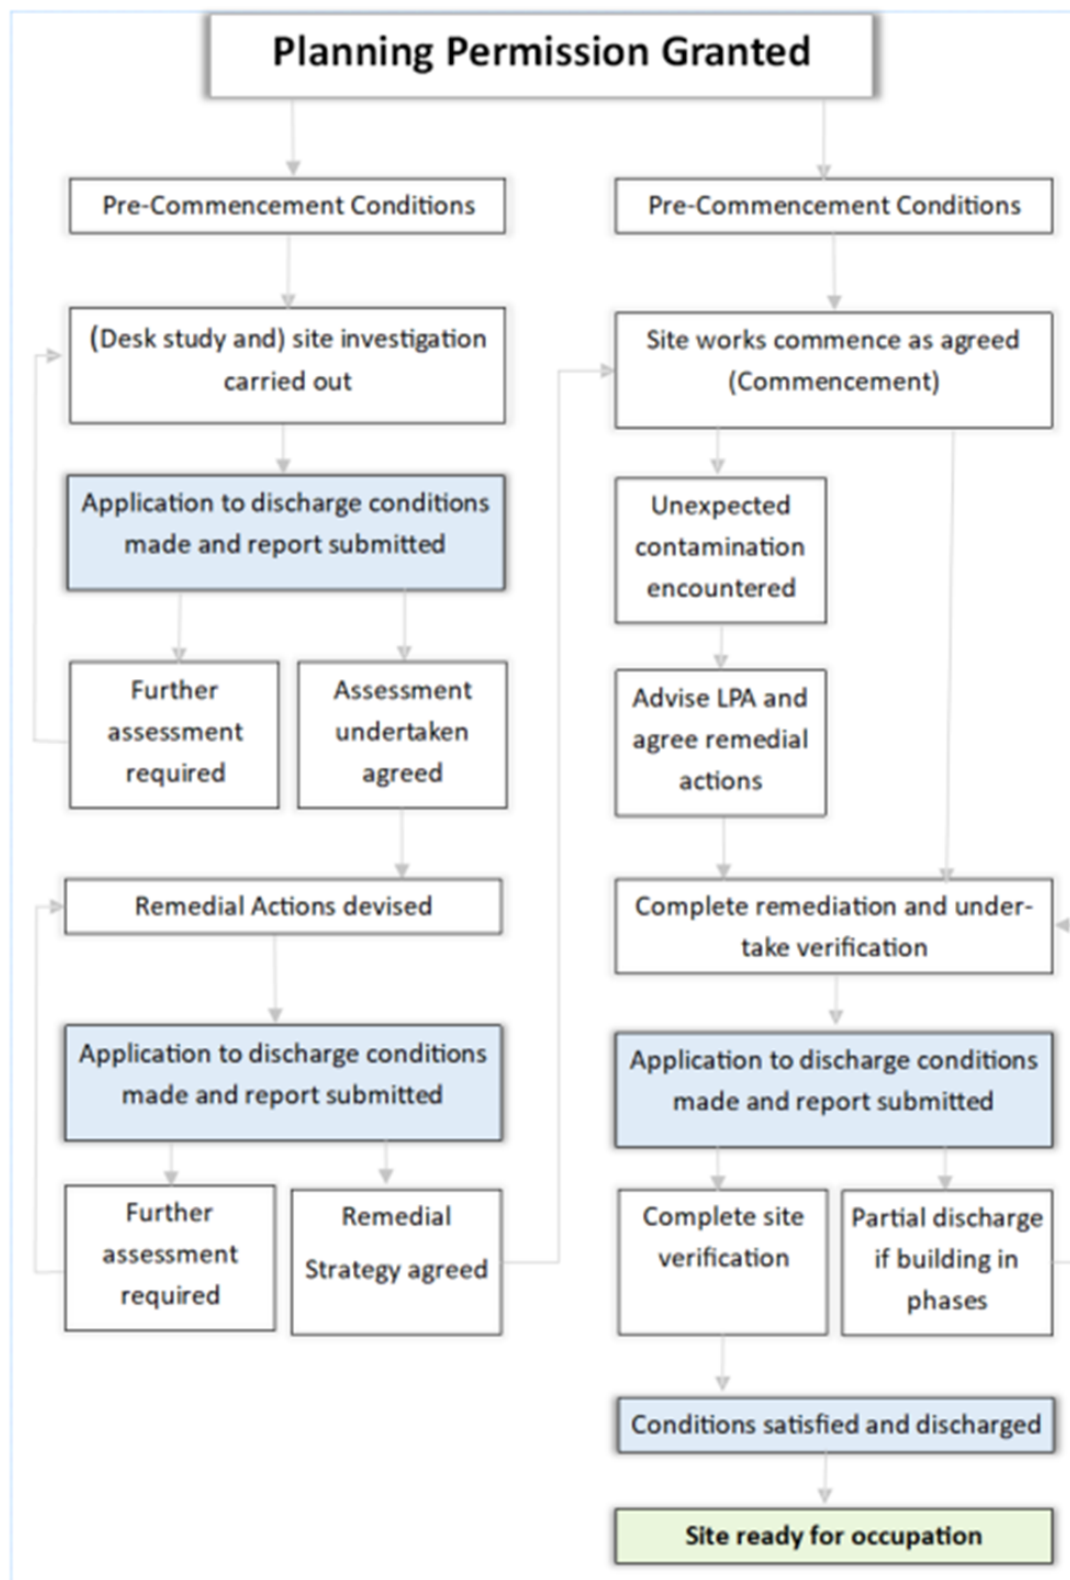 Planning Permission Granted
Pre-Commencement Conditions
(Desk study and) site investigation
carried out
Application to discharge conditions
made and report submitted
Further
assessment
required
Assessment
undertaken
agreed
Remedial Actions devised
Application to discharge conditions
made and report submitted
Further
assessment
required
Remedial
Strategy agreed
Pre-Commencement Conditions
Site works commence as agreed
(Commencement)
Unexpected
contamination
encountered
Advise LPA and
agree remedial
actions
Complete remediation and under-
take verification
Application to discharge conditions
made and report submitted
Complete site
verification
Partial discharge
if building in
phases
Conditions satisfied and discharged
Site ready for occupation